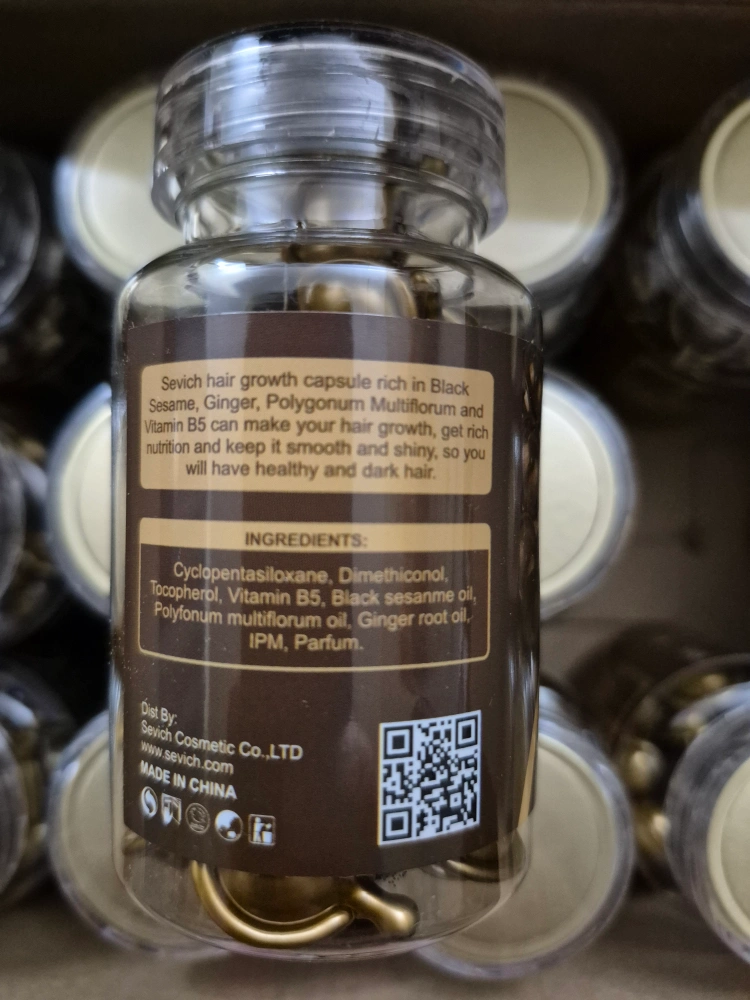 Sevich hair growth capsule rich in Black
Sesame, Ginger, Polygonum Multiflorum and
Vitamin B5 can make your hair growth, get rich
nutrition and keep it smooth and shiny, so you
will have healthy and dark hair.
INGREDIENTS:
Cyclopentasiloxane, Dimethiconol,
Tocopherol, Vitamin B5, Black sesanme oil,
Polyfonum multiflorum oil, Ginger root oil,
IPM, Parfum.
Dist By:
Sevich Cosmetic Co.,LTD
www.sevich.com
MADE IN CHINA